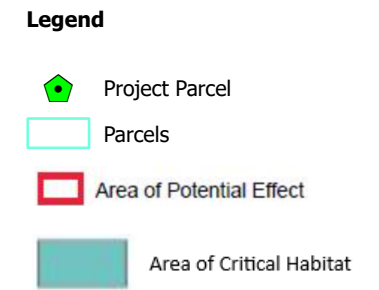 Legend
Project Parcel
Parcels
Area of Potential Effect
Area of Critical Habitat